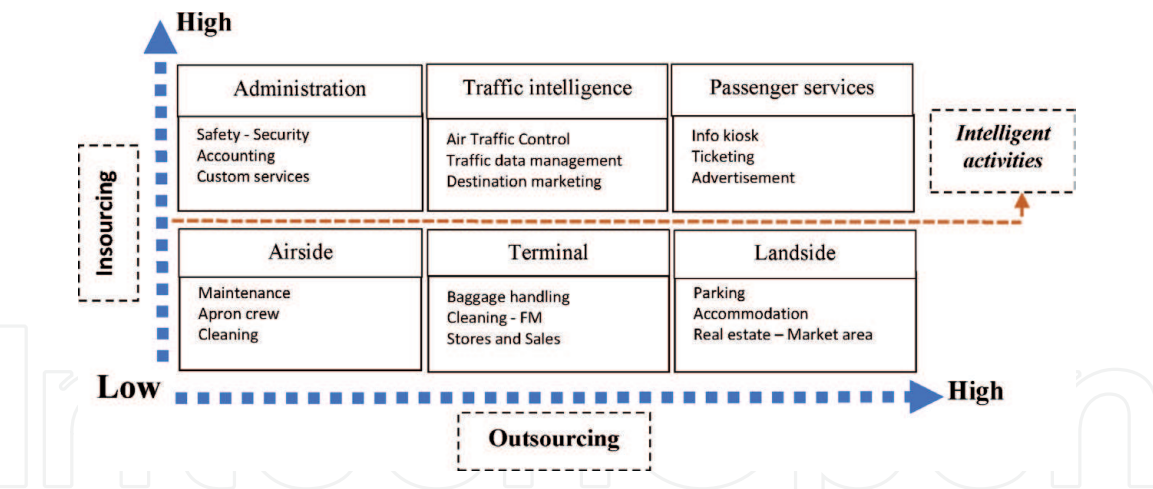 High
Administration
Safety - Security
Accounting
Custom services
Traffic intelligence
Air Traffic Control
Traffic data management
Destination marketing
Passenger services
Info kiosk
Ticketing
Advertisement
Intelligent
activities
Insourcing
Airside
Maintenance
Apron crew
Cleaning
Terminal
Baggage handling
Cleaning - FM
Stores and Sales
Landside
Parking
Accommodation
Real estate – Market area
Low
High
Outsourcing